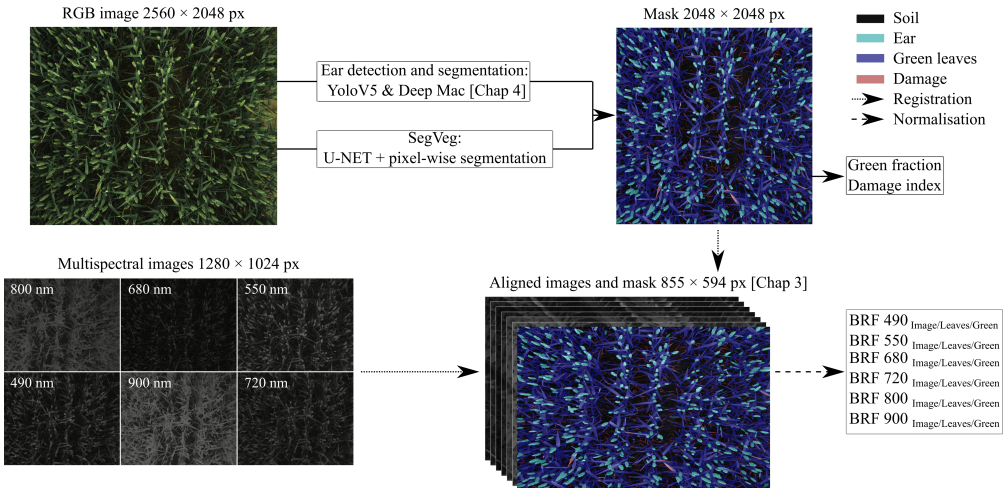 RGB image 2560 × 2048 px
Ear detection and segmentation:
YoloV5 & Deep Mac [Chap 4]
SegVeg:
U-NET + pixel-wise segmentation
Mask 2048 × 2048 px
Soil
Ear
Green leaves
Damage
Registration
Normalisation
Green fraction
Damage index
Multispectral images 1280 × 1024 px
800 nm
680 nm
550 nm
490 nm
900 nm
720 nm
Aligned images and mask 855 × 594 px [Chap 3]
BRF 490 Image/Leaves/Green
BRF 550 Image/Leaves/Green
BRF 680 Image/Leaves/Green
BRF 720 Image/Leaves/Green
BRF 800 Image/Leaves/Green
BRF 900 Image/Leaves/Green